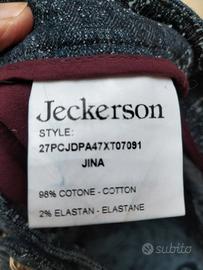 Jeckerson
STYLE:
27PCJDPA47XT07091
JINA
98% COTONE - COTTON
2% ELASTAN - ELASTANE
subito